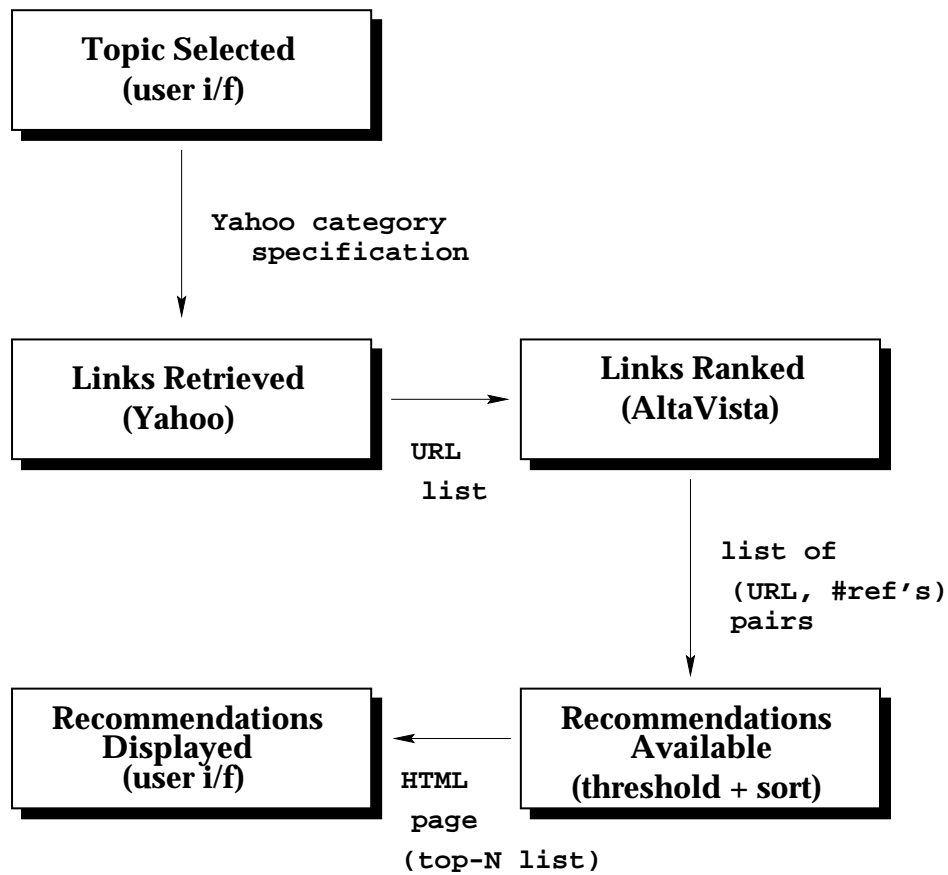 Topic Selected
(user i/f)
Yahoo category
specification
Links Retrieved
(Yahoo)
URL
list
Links Ranked
(AltaVista)
list of
(URL, #ref's)
pairs
Recommendations
Available
(threshold + sort)
HTML
page
(top-N list)
Recommendations
Displayed
(user i/f)